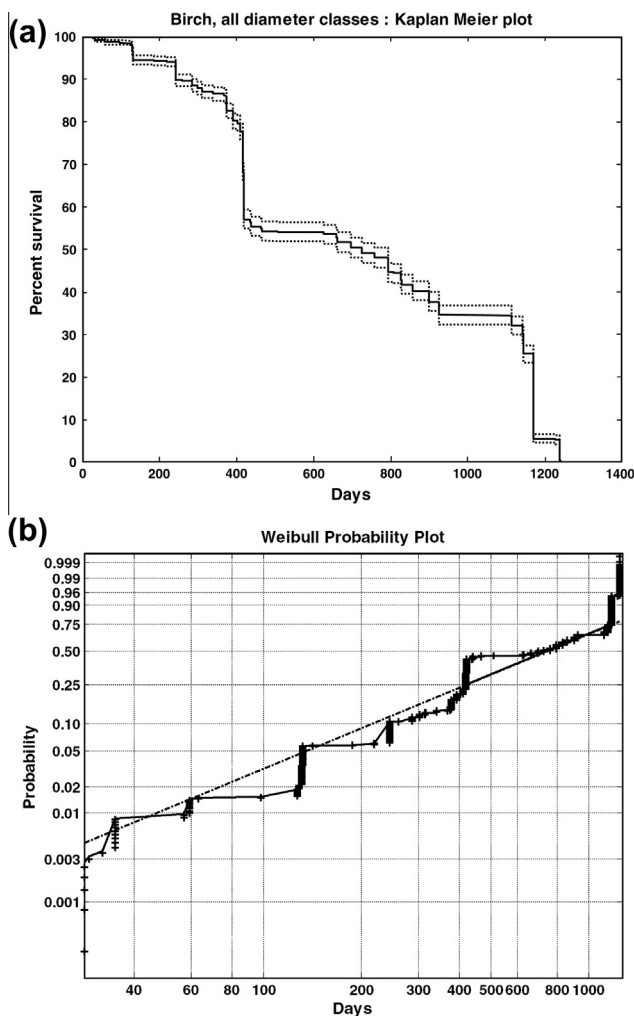 (a)
Birch, all diameter classes : Kaplan Meier plot
100
90
80
70
60
50
40
30
20
10
0
Percent survival
0 200 400 600 800 1000 1200 1400
Days
(b)
Weibull Probability Plot
0.999
0.99
0.96
0.90
0.75
0.50
0.25
0.10
0.05
0.02
0.01
0.003
0.001
Probability
40 60 80 100 200 300 400 500 600 800 1000
Days